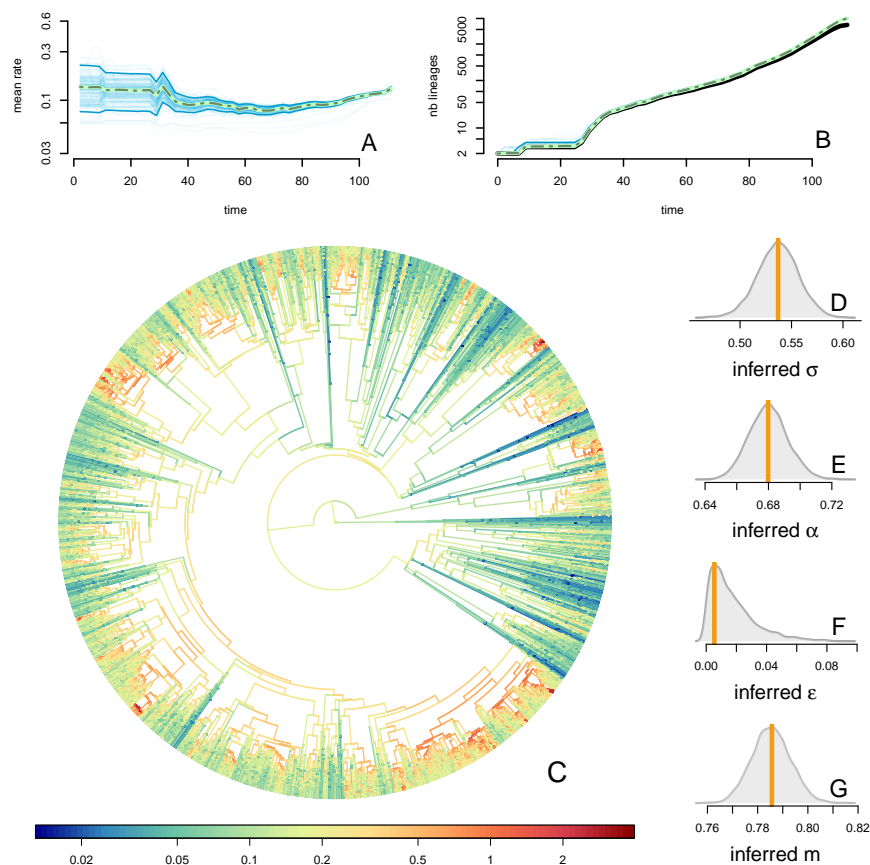 0.6
0.3
0.1
0.03
mean rate
0 20 40 60 80 100
time
A
5000
500
50
10
2
nb lineages
0 20 40 60 80 100
time
B
D
0.50 0.55 0.60
inferred σ
E
0.64 0.68 0.72
inferred α
F
0.00 0.04 0.08
inferred ε
G
0.76 0.78 0.80 0.82
inferred m
C
0.02 0.05 0.1 0.2 0.5 1 2